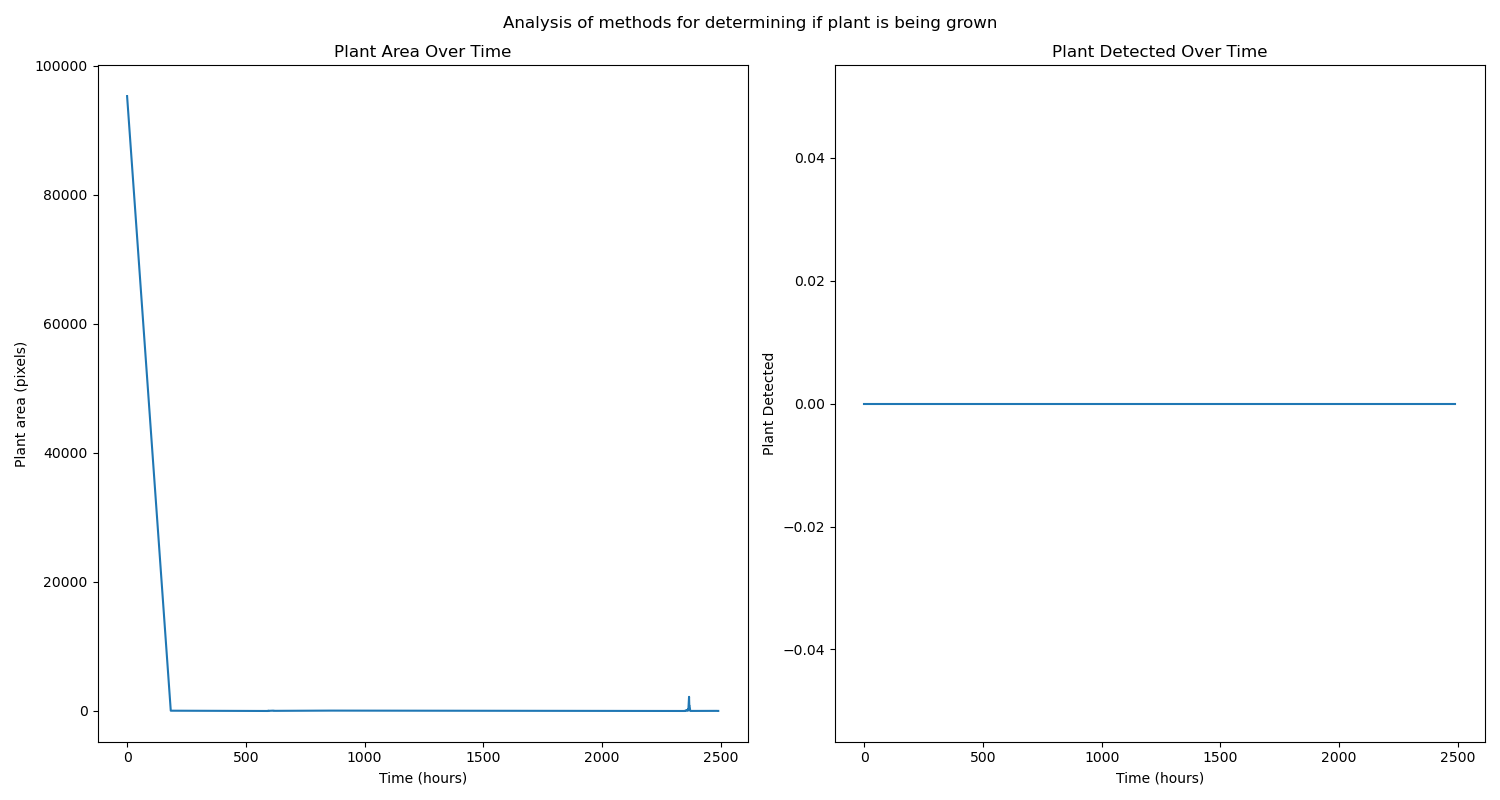 Analysis of methods for determining if plant is being grown
Plant Area Over Time
100000
80000
60000
40000
20000
0
Plant area (pixels)
0 500 1000 1500 2000 2500
Time (hours)
Plant Detected Over Time
0.04
0.02
0.00
−0.02
−0.04
Plant Detected
0 500 1000 1500 2000 2500
Time (hours)